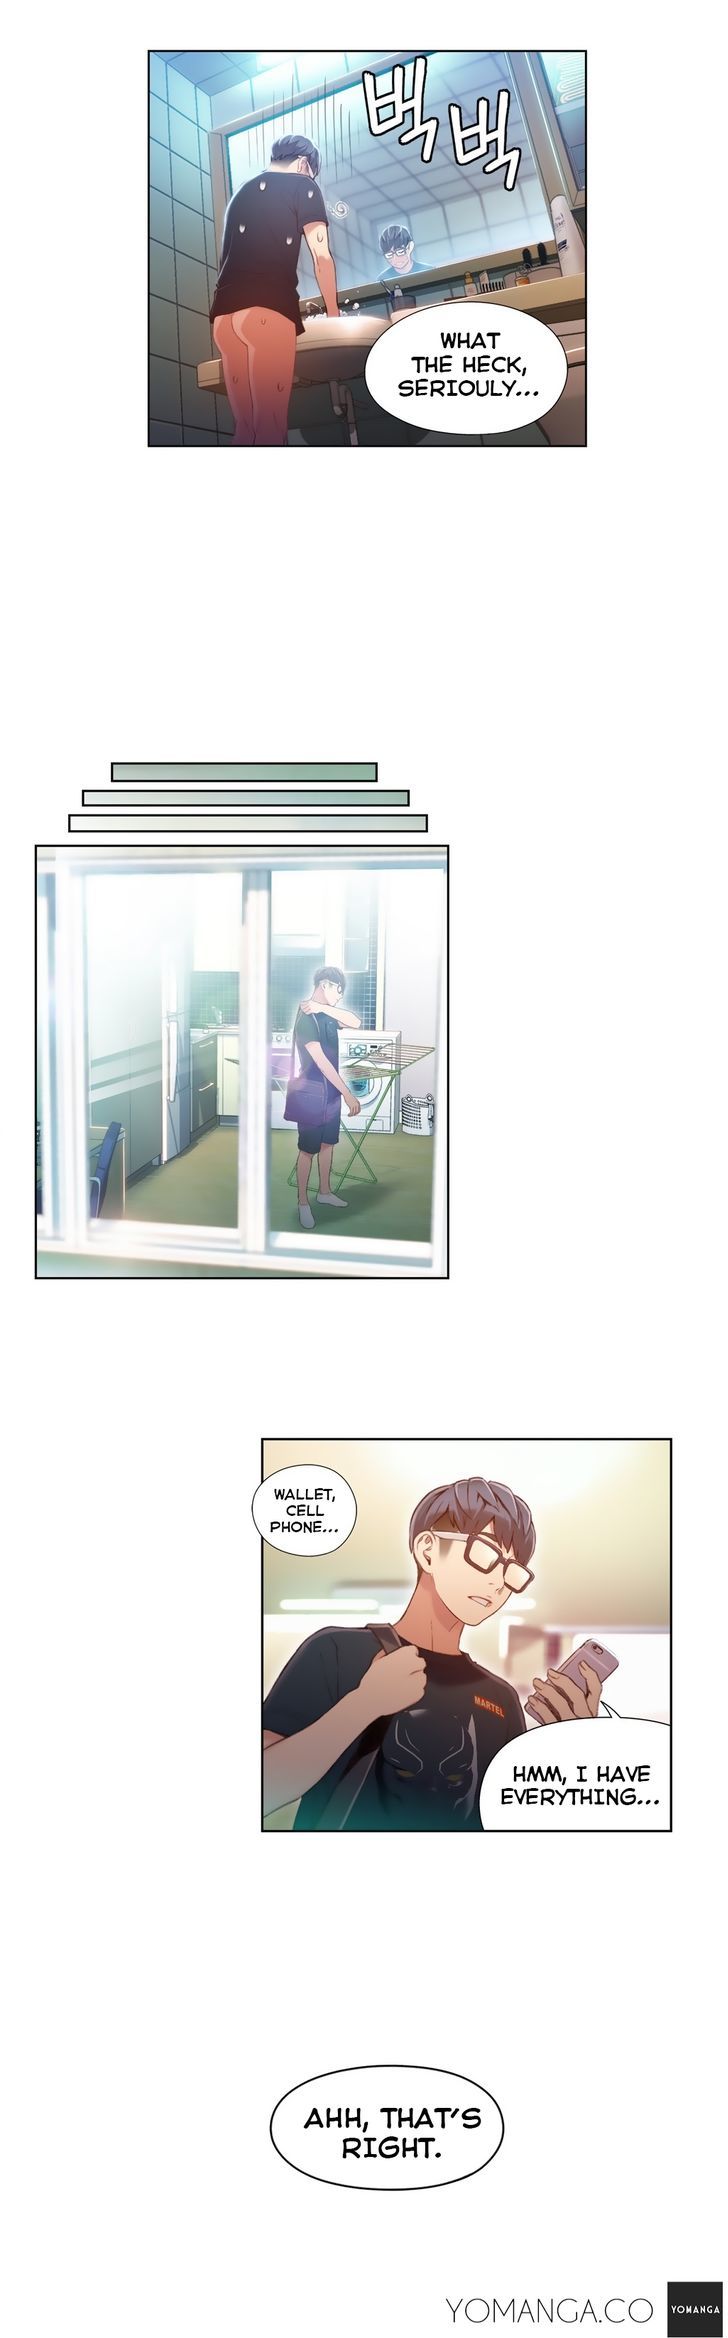 벅벅
WHAT
THE HECK,
SERIOULY...
WALLET,
CELL
PHONE...
MARTEL
HMM, I HAVE
EVERYTHING...
AHH, THAT'S
RIGHT.
YOMANGA.CO
YOMANGA